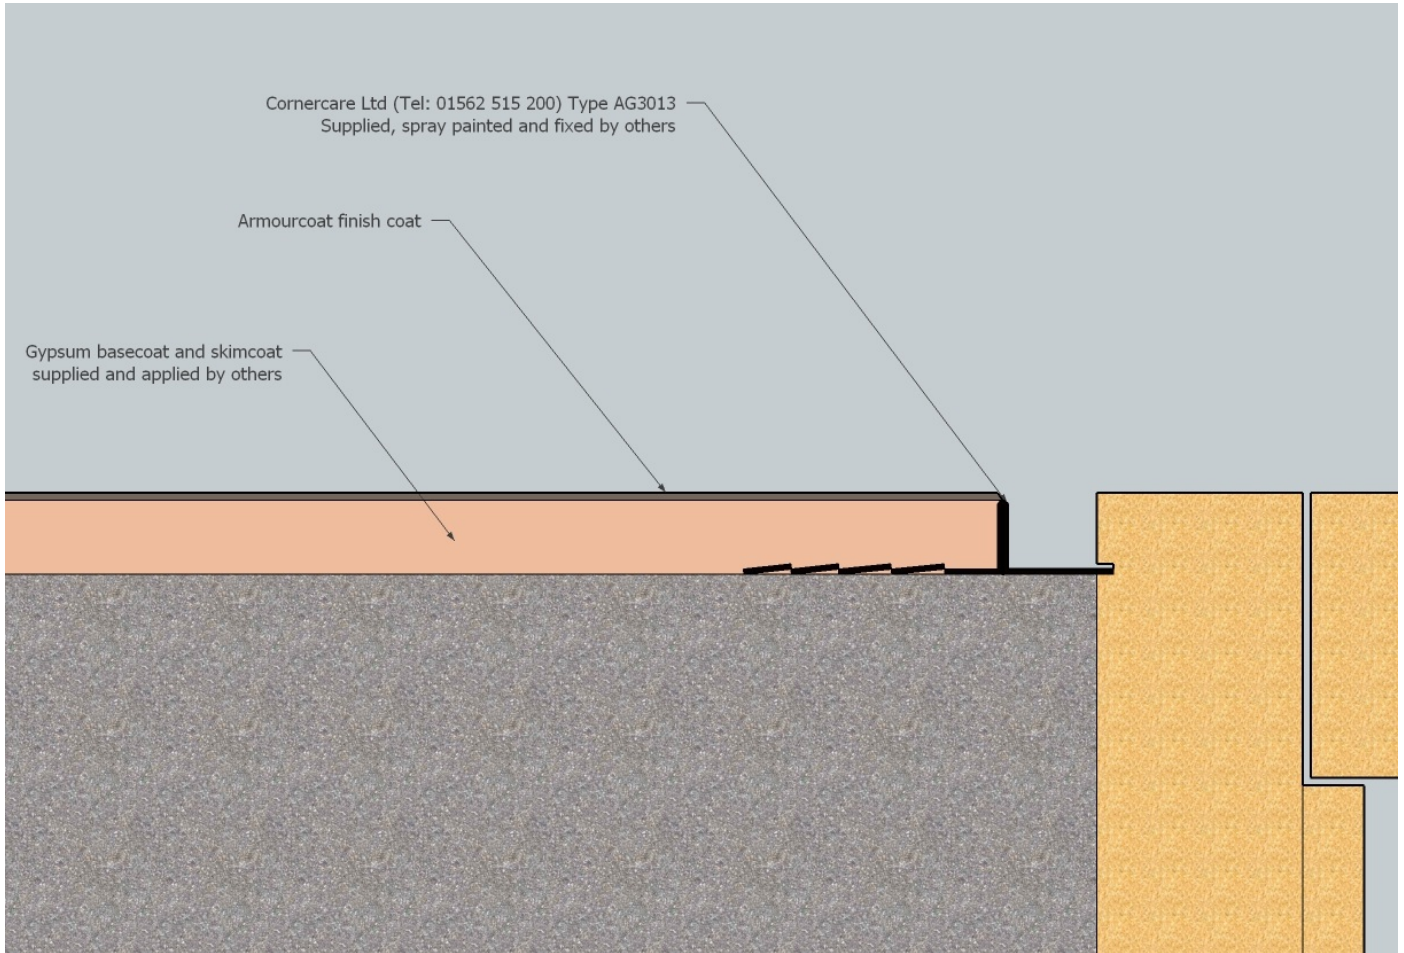 Cornercare Ltd (Tel: 01562 515 200) Type AG3013
Supplied, spray painted and fixed by others
Armourcoat finish coat
Gypsum basecoat and skimcoat
supplied and applied by others